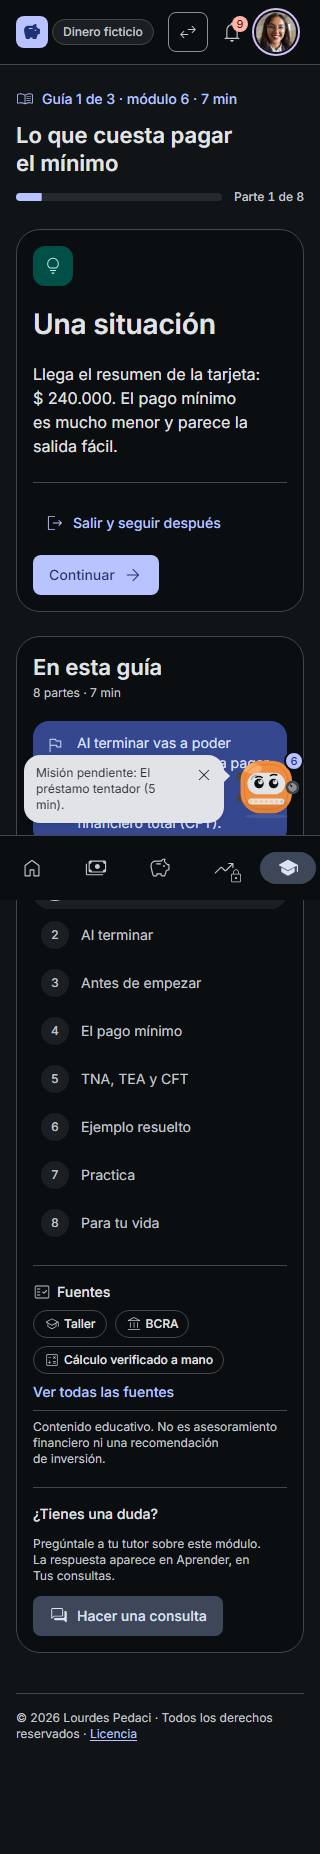 Dinero ficticio
9
Guía 1 de 3 · módulo 6 · 7 min
Lo que cuesta pagar
el mínimo
Parte 1 de 8
Una situación
Llega el resumen de la tarjeta:
$ 240.000. El pago mínimo
es mucho menor y parece la
salida fácil.
Salir y seguir después
Continuar
En esta guía
8 partes · 7 min
Al terminar vas a poder
6
Misión pendiente: El
préstamo tentador (5
min).
financiero total (CFT).
2 Al terminar
3 Antes de empezar
4 El pago mínimo
5 TNA, TEA y CFT
6 Ejemplo resuelto
7 Practica
8 Para tu vida
Fuentes
Taller
BCRA
Cálculo verificado a mano
Ver todas las fuentes
Contenido educativo. No es asesoramiento
financiero ni una recomendación
de inversión.
¿Tienes una duda?
Pregúntale a tu tutor sobre este módulo.
La respuesta aparece en Aprender, en
Tus consultas.
Hacer una consulta
© 2026 Lourdes Pedaci · Todos los derechos
reservados · Licencia